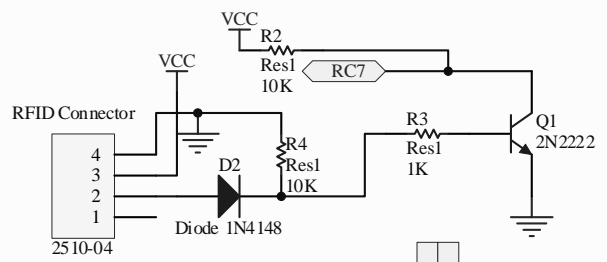 VCC
R2
Res1
10K
RC7
VCC
RFID Connector
4
3
2
1
2510-04
D2
Diode 1N4148
R4
Res1
10K
R3
Res1
1K
Q1
2N2222